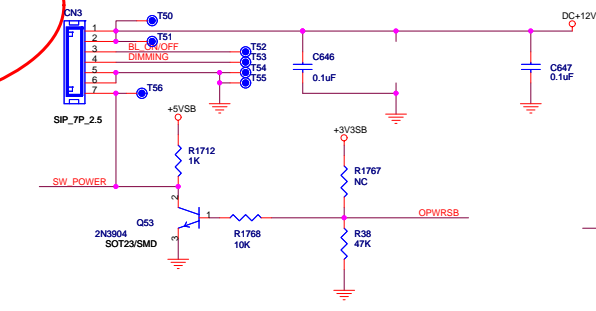 CN3
T50
DC+12V
1
2
T51
BL_ON/OFF
3
T52
DIMMING
4
T53
5
T54
6
T55
7
T56
C646
0.1uF
C647
0.1uF
SIP_7P_2.5
+5VSB
+3V3SB
R1712
1K
R1767
NC
SW_POWER
2
Q53
1
OPWRSB
2N3904
SOT23/SMD
3
R1768
10K
R38
47K